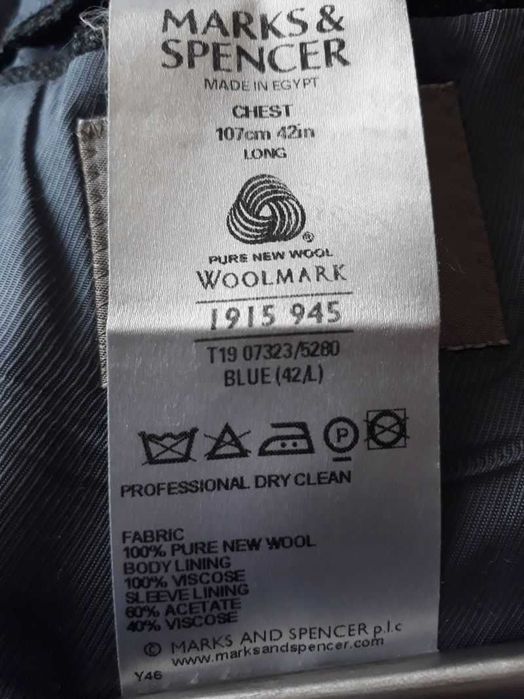 MARKS &
SPENCER
MADE IN EGYPT
CHEST
107cm 42in
LONG
®
PURE NEW WOOL
WOOLMARK
1915 945
T19 07323/5280
BLUE (42/L)
P
PROFESSIONAL DRY CLEAN
FABRIC
100% PURE NEW WOOL
BODY LINING
100% VISCOSE
SLEEVE LINING
60% ACETATE
40% VISCOSE
© MARKS AND SPENCER p.l.c
www.marksandspencer.com
Y46